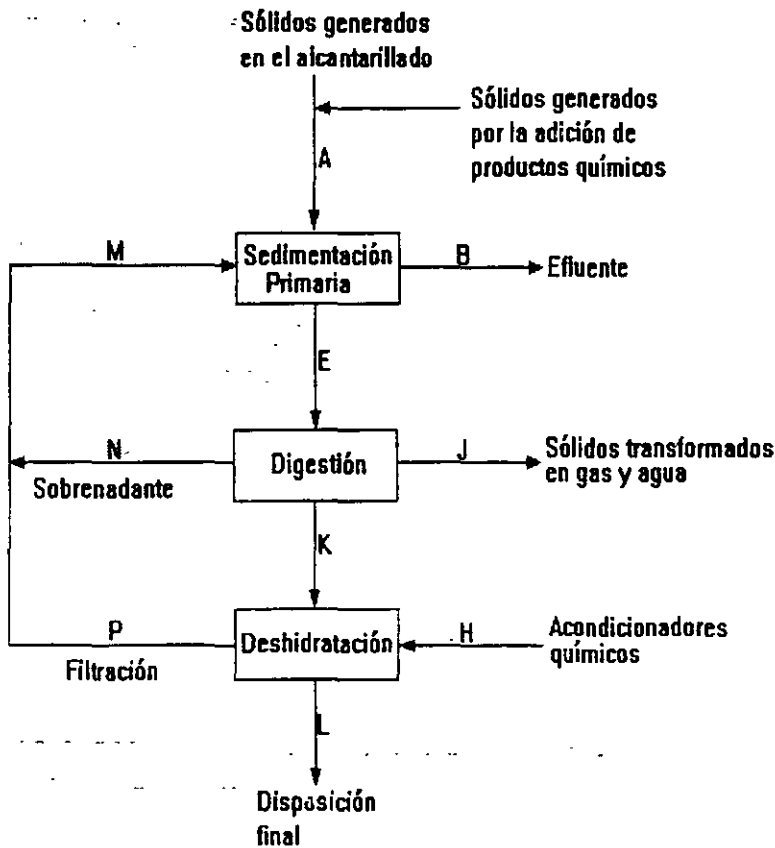 Sólidos generados
en el alcantarillado
Sólidos generados
por la adición de
productos químicos
A
M
Sedimentación
Primaria
B
Efluente
E
N
Sobrenadante
Digestión
J
Sólidos transformados
en gas y agua
K
P
Filtración
Deshidratación
H
Acondicionadores
químicos
L
Disposición
final